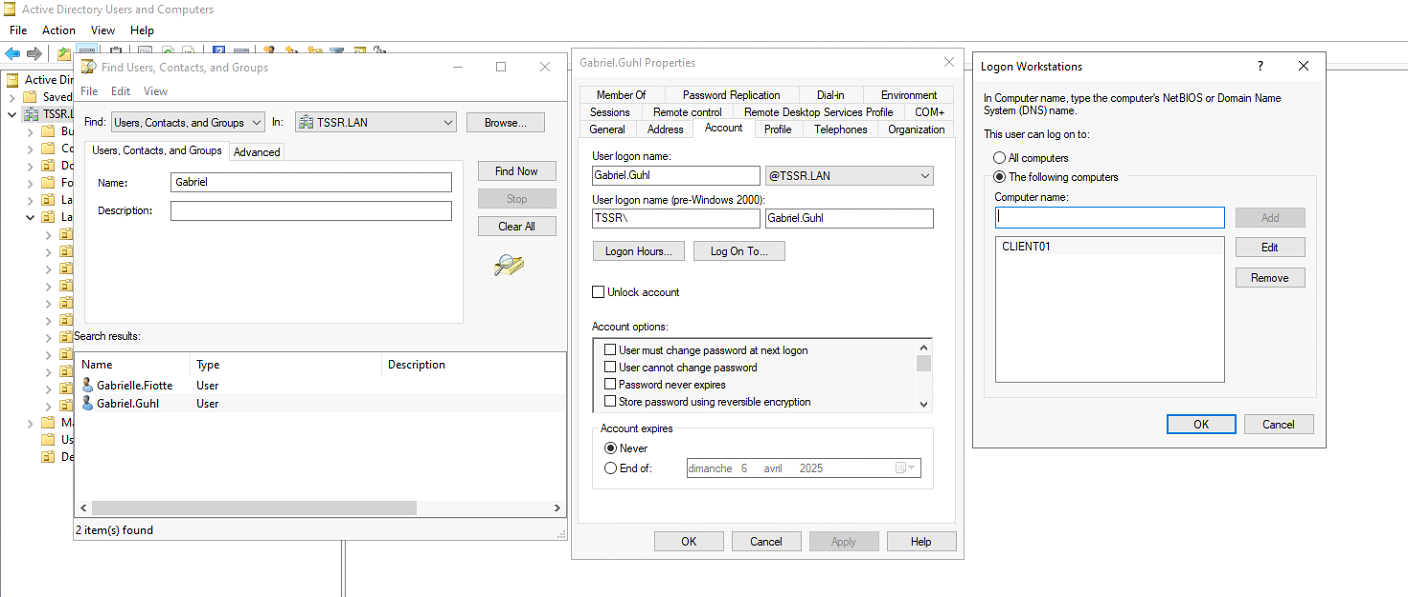 Active Directory Users and Computers
File Action View Help
Active Dir
Saved
TSSR.L
Bu
Co
Do
Fo
La
La
Ma
Us
De
Find Users, Contacts, and Groups
File Edit View
Find: Users, Contacts, and Groups In: TSSR.LAN Browse...
Users, Contacts, and Groups Advanced
Name: Gabriel
Description:
Find Now
Stop
Clear All
Search results:
Name Type Description
Gabrielle.Fiotte User
Gabriel.Guhl User
2 item(s) found
Gabriel.Guhl Properties
Member Of Password Replication Dial-in Environment
Sessions Remote control Remote Desktop Services Profile COM+
General Address Account Profile Telephones Organization
User logon name:
Gabriel.Guhl @TSSR.LAN
User logon name (pre-Windows 2000):
TSSR\ Gabriel.Guhl
Logon Hours... Log On To...
Unlock account
Account options:
User must change password at next logon
User cannot change password
Password never expires
Store password using reversible encryption
Account expires
Never
End of: dimanche 6 avril 2025
OK Cancel Apply Help
Logon Workstations ?
In Computer name, type the computer's NetBIOS or Domain Name
System (DNS) name.
This user can log on to:
All computers
The following computers
Computer name:
Add
CLIENT01
Edit
Remove
OK Cancel